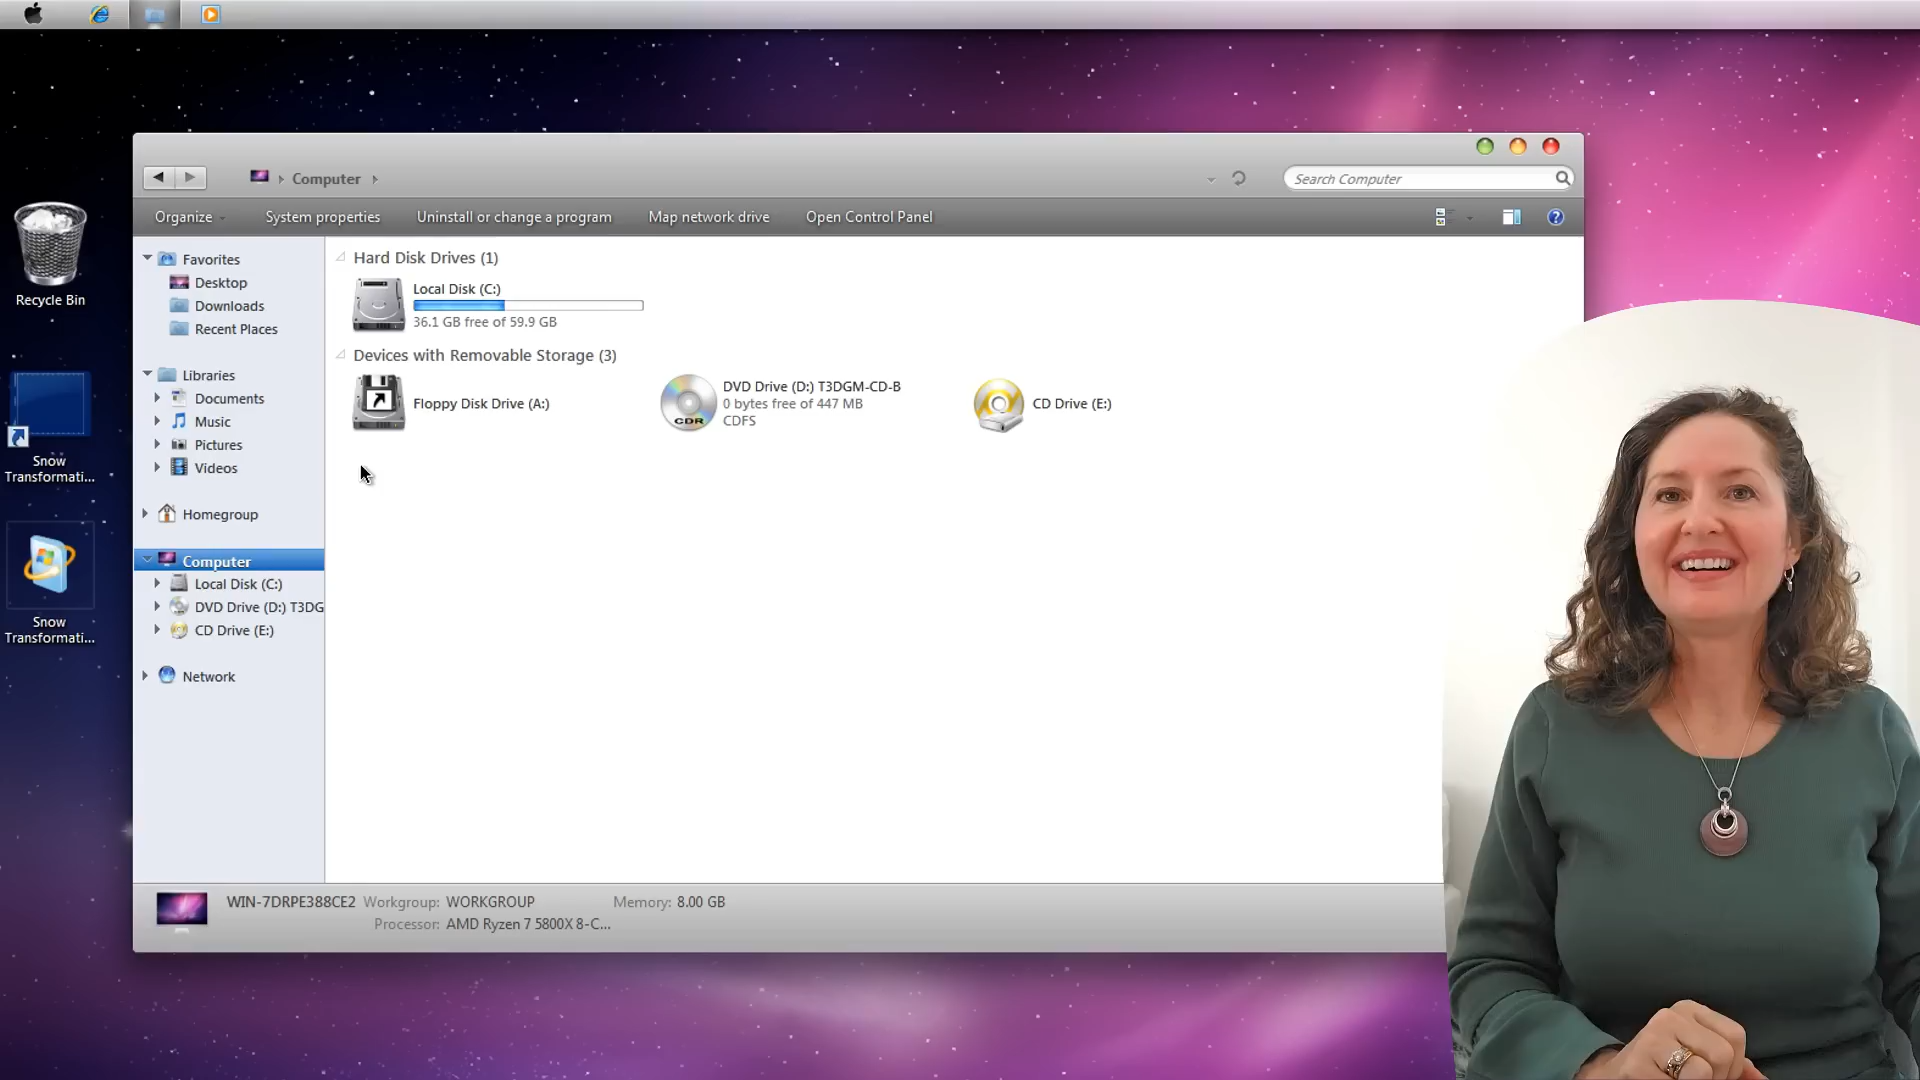 Computer
Search Computer
Organize
System properties
Uninstall or change a program
Map network drive
Open Control Panel
Recycle Bin
Snow
Transformati...
Snow
Transformati...
Favorites
Desktop
Downloads
Recent Places
Libraries
Documents
Music
Pictures
Videos
Homegroup
Computer
Local Disk (C:)
DVD Drive (D:) T3DG
CD Drive (E:)
Network
Hard Disk Drives (1)
Local Disk (C:)
36.1 GB free of 59.9 GB
Devices with Removable Storage (3)
Floppy Disk Drive (A:)
DVD Drive (D:) T3DGM-CD-B
0 bytes free of 447 MB
CDFS
CDR
CD Drive (E:)
WIN-7DRPE388CE2 Workgroup: WORKGROUP Memory: 8.00 GB
Processor: AMD Ryzen 7 5800X 8-C...